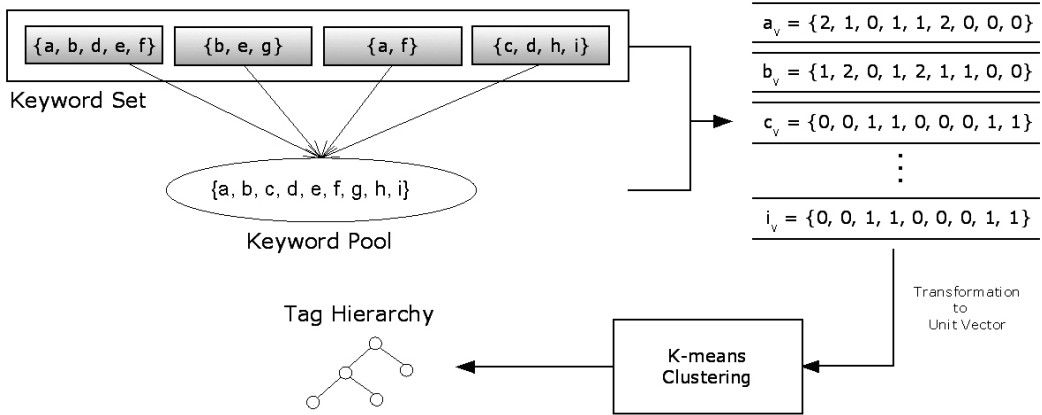 {a, b, d, e, f}
{b, e, g}
{a, f}
{c, d, h, i}
Keyword Set
{a, b, c, d, e, f, g, h, i}
Keyword Pool
a_v = {2, 1, 0, 1, 1, 2, 0, 0, 0}
b_v = {1, 2, 0, 1, 2, 1, 1, 0, 0}
c_v = {0, 0, 1, 1, 0, 0, 0, 1, 1}
i_v = {0, 0, 1, 1, 0, 0, 0, 1, 1}
Transformation
to
Unit Vector
K-means
Clustering
Tag Hierarchy